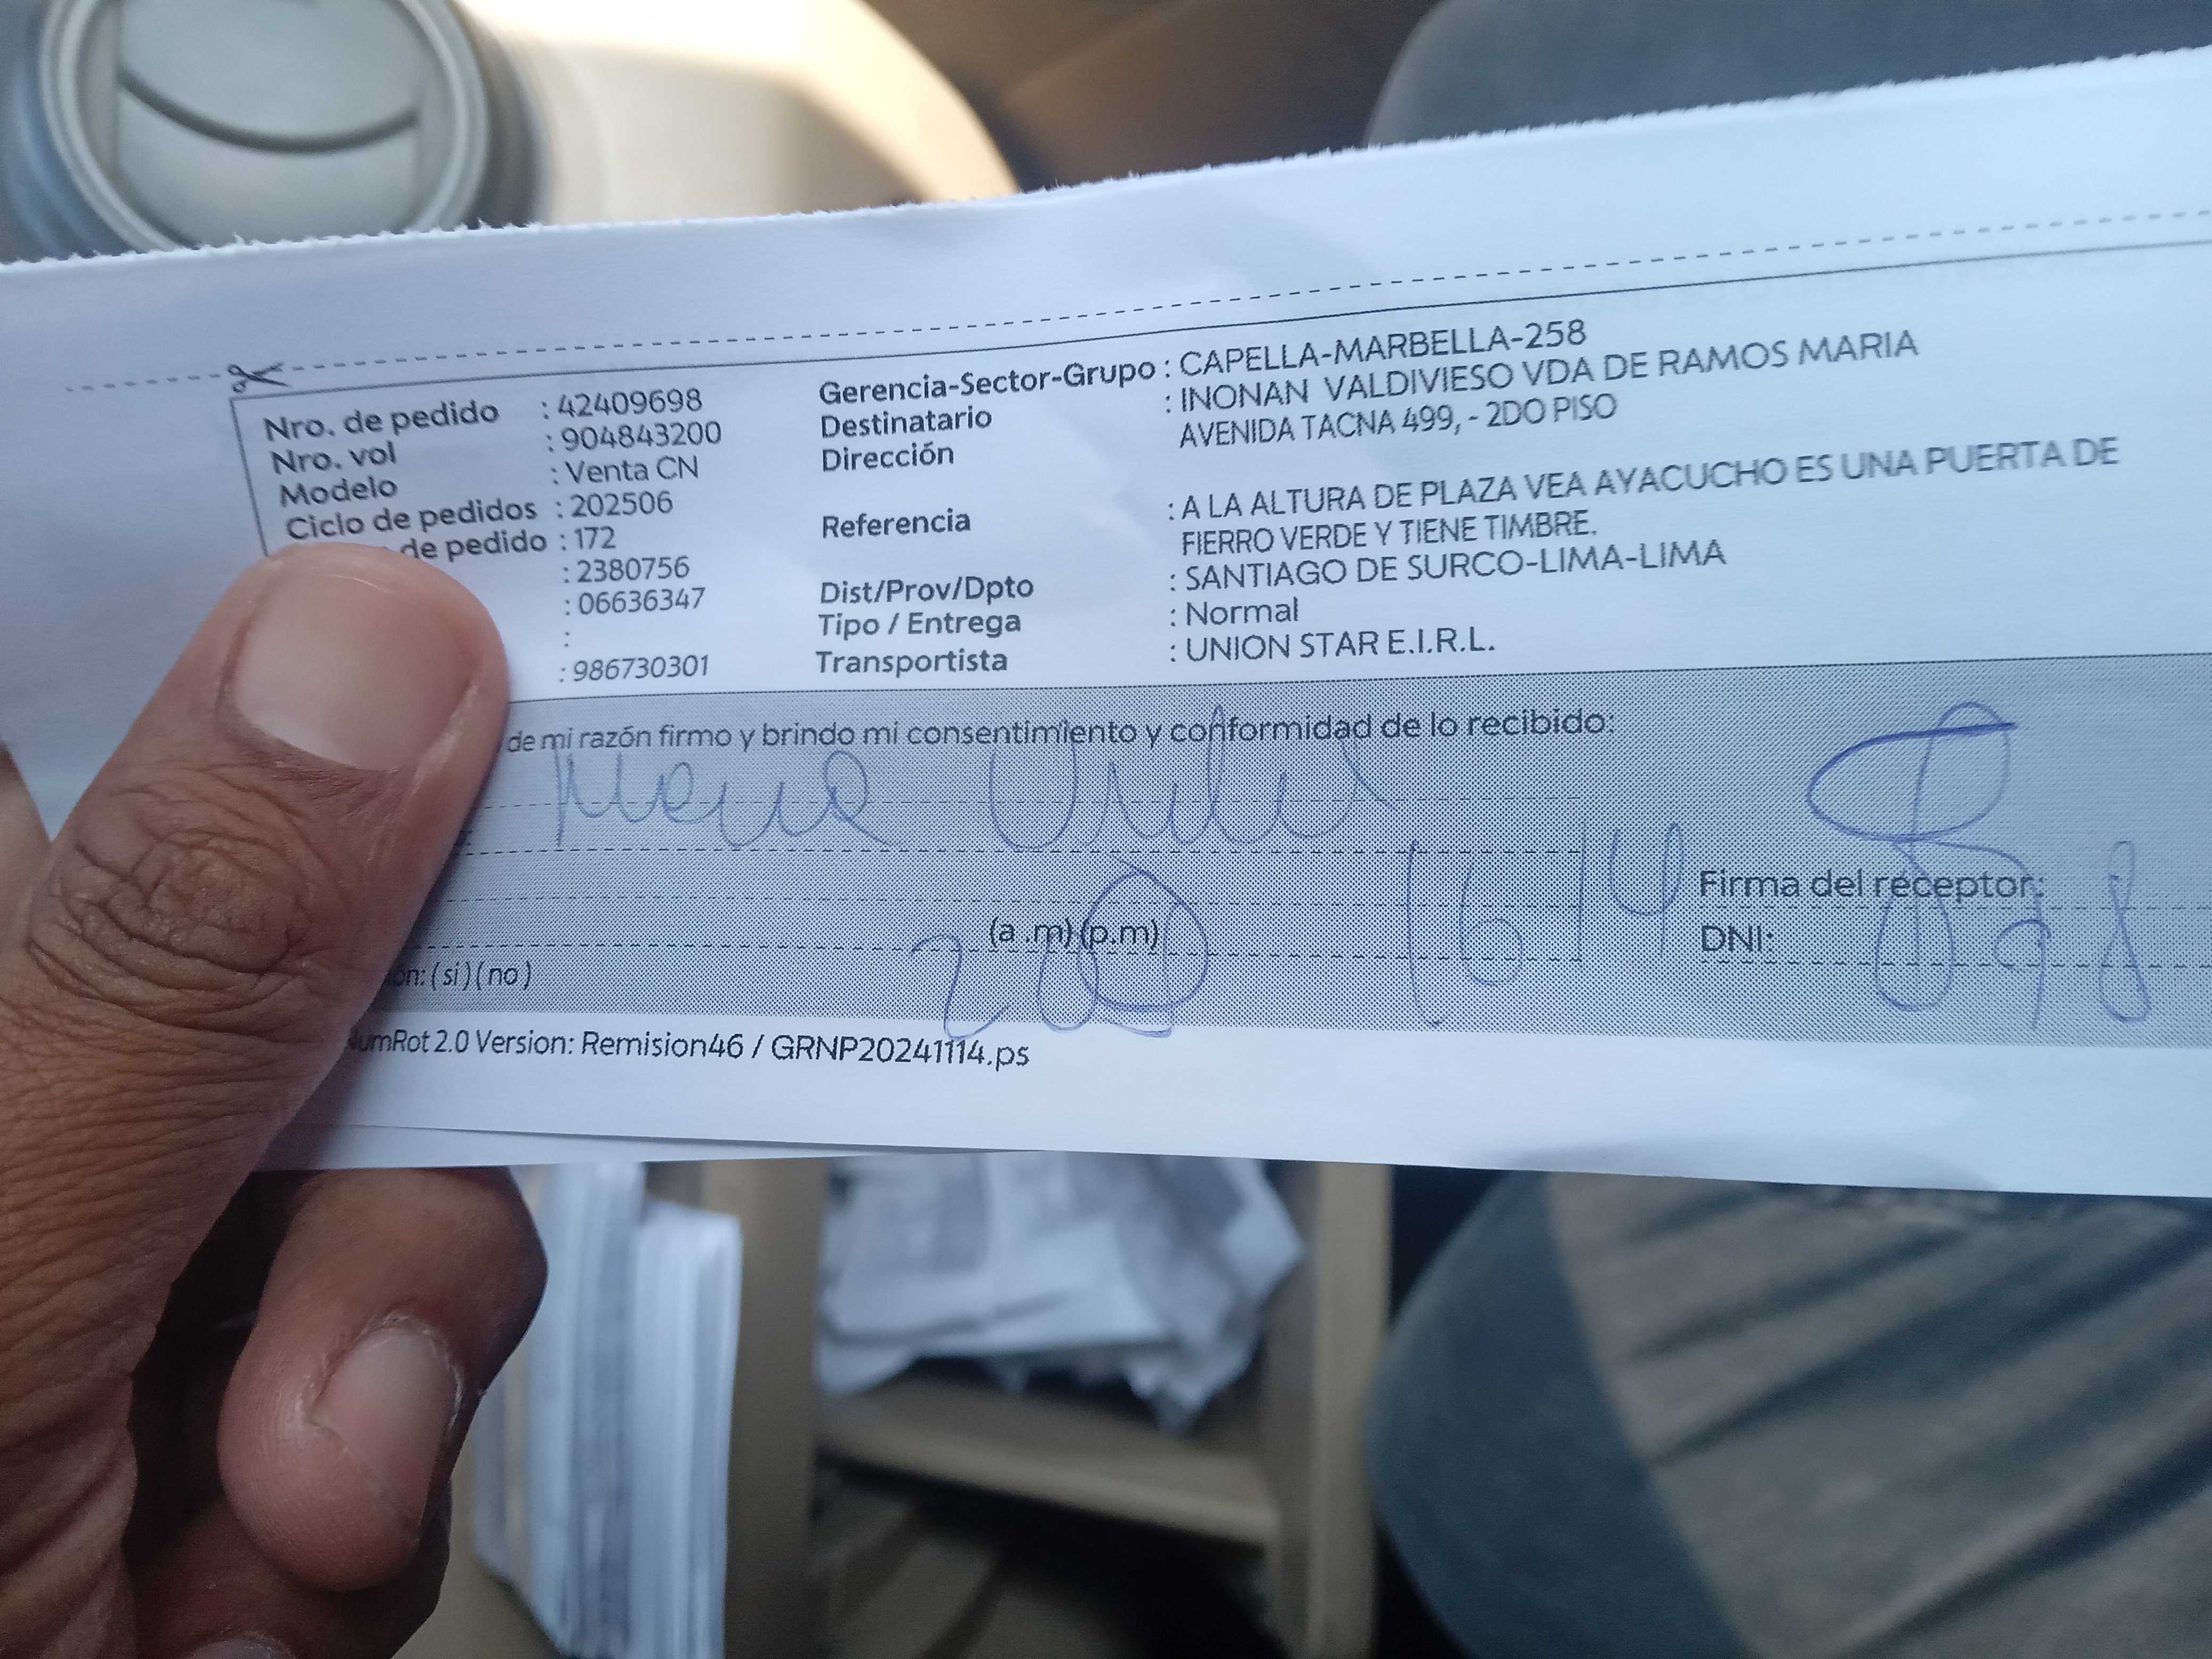 Nro. de pedido : 42409698
Nro. vol : 904843200
Modelo : Venta CN
Ciclo de pedidos : 202506
de pedido : 172
: 2380756
: 06636347
:
: 986730301
Gerencia-Sector-Grupo : CAPELLA-MARBELLA-258
Destinatario : INONAN VALDIVIESO VDA DE RAMOS MARIA
Dirección AVENIDA TACNA 499, - 2DO PISO
Referencia : A LA ALTURA DE PLAZA VEA AYACUCHO ES UNA PUERTA DE
FIERRO VERDE Y TIENE TIMBRE.
Dist/Prov/Dpto : SANTIAGO DE SURCO-LIMA-LIMA
Tipo / Entrega : Normal
Transportista : UNION STAR E.I.R.L.
de mi razón firmo y brindo mi consentimiento y conformidad de lo recibido:
Firma del receptor:
(a .m) (p.m)
DNI:
(si) (no)
NumRot 2.0 Version: Remision46 / GRNP20241114.ps